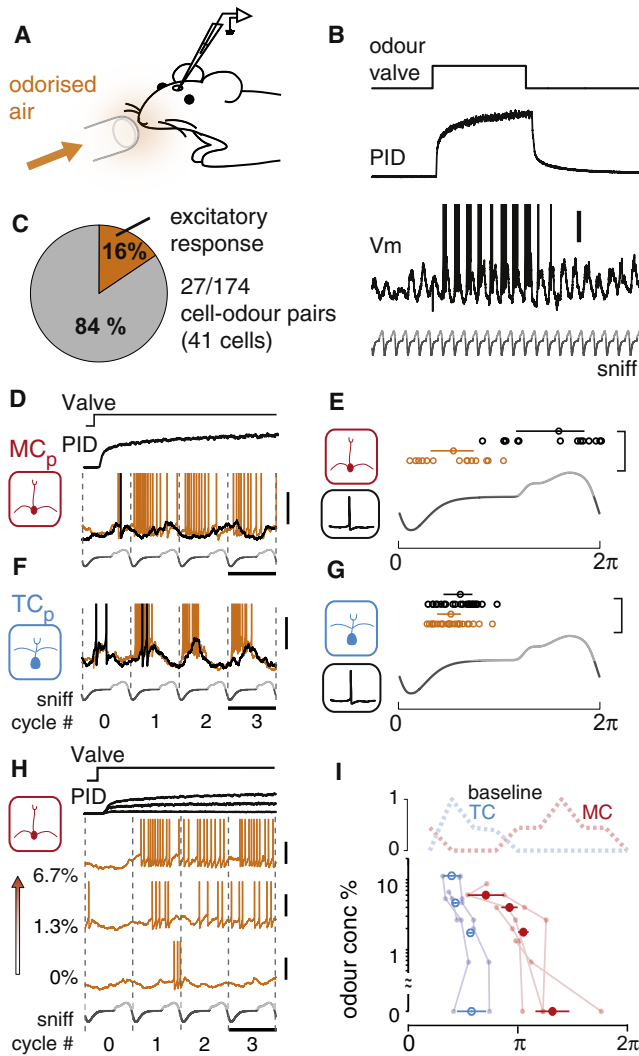 A
odorised
air
B
odour
valve
PID
Vm
sniff
C
excitatory
response
16%
84 %
27/174
cell-odour pairs
(41 cells)
D
Valve
PID
MCp
E
0
2π
F
TCp
sniff
cycle #
0 1 2 3
G
0
2π
H
Valve
PID
6.7%
1.3%
0%
sniff
cycle #
0 1 2 3
I
baseline
1
0
TC
MC
odour conc %
10
1
≈
0
0 π 2π